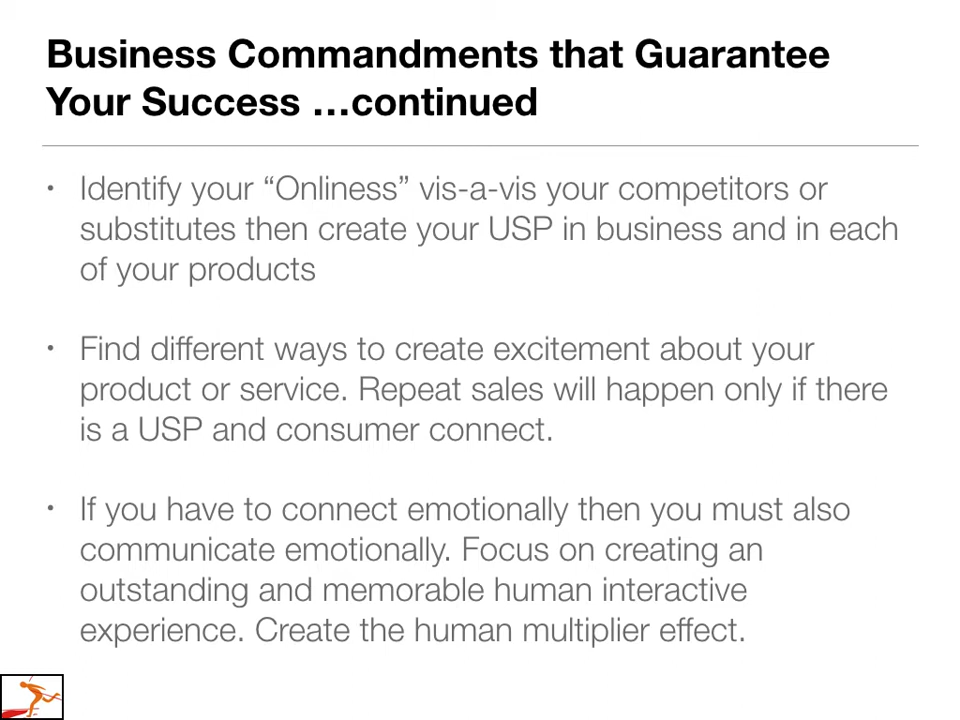 Business Commandments that Guarantee
Your Success …continued
• Identify your “Onliness” vis-a-vis your competitors or
substitutes then create your USP in business and in each
of your products
• Find different ways to create excitement about your
product or service. Repeat sales will happen only if there
is a USP and consumer connect.
• If you have to connect emotionally then you must also
communicate emotionally. Focus on creating an
outstanding and memorable human interactive
experience. Create the human multiplier effect.